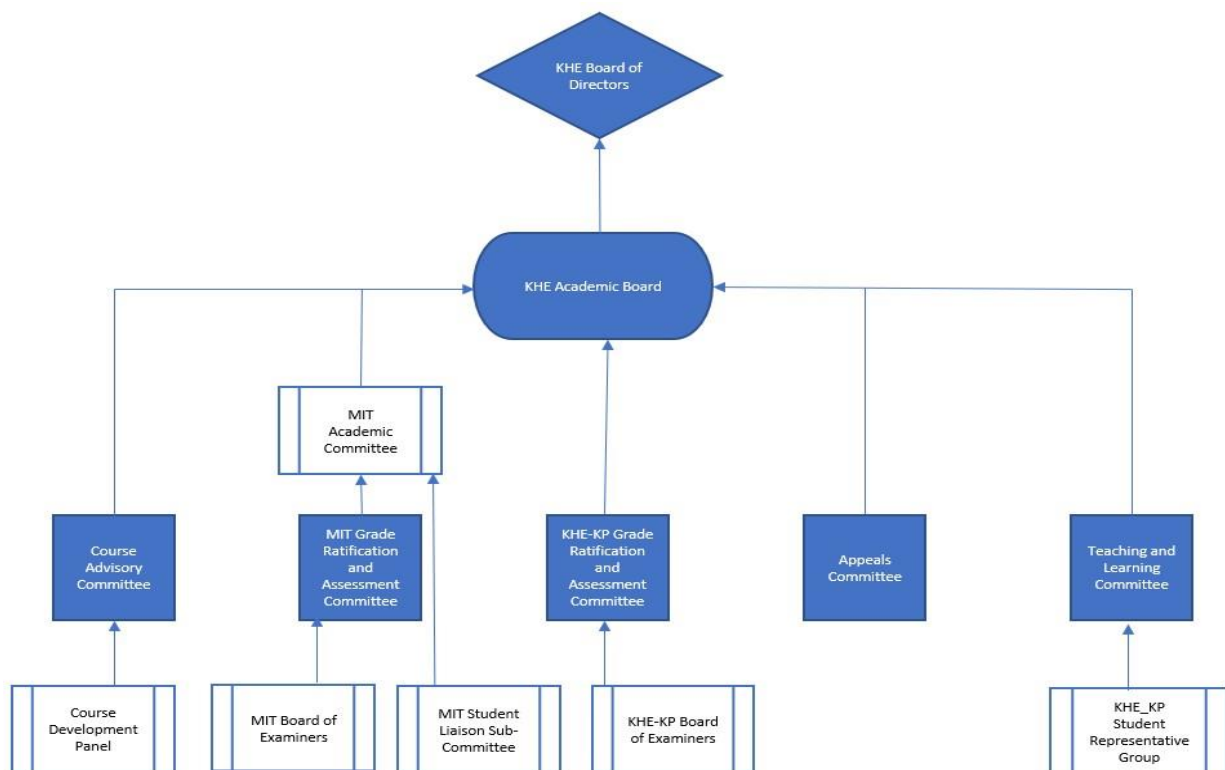 KHE Board of
Directors
KHE Academic Board
MIT
Academic
Committee
Course
Advisory
Committee
MIT Grade
Ratification
and
Assessment
Committee
KHE-KP Grade
Ratification
and
Assessment
Committee
Appeals
Committee
Teaching and
Learning
Committee
Course
Development
Panel
MIT Board of
Examiners
MIT Student
Liaison Sub-
Committee
KHE-KP Board
of Examiners
KHE_KP
Student
Representative
Group